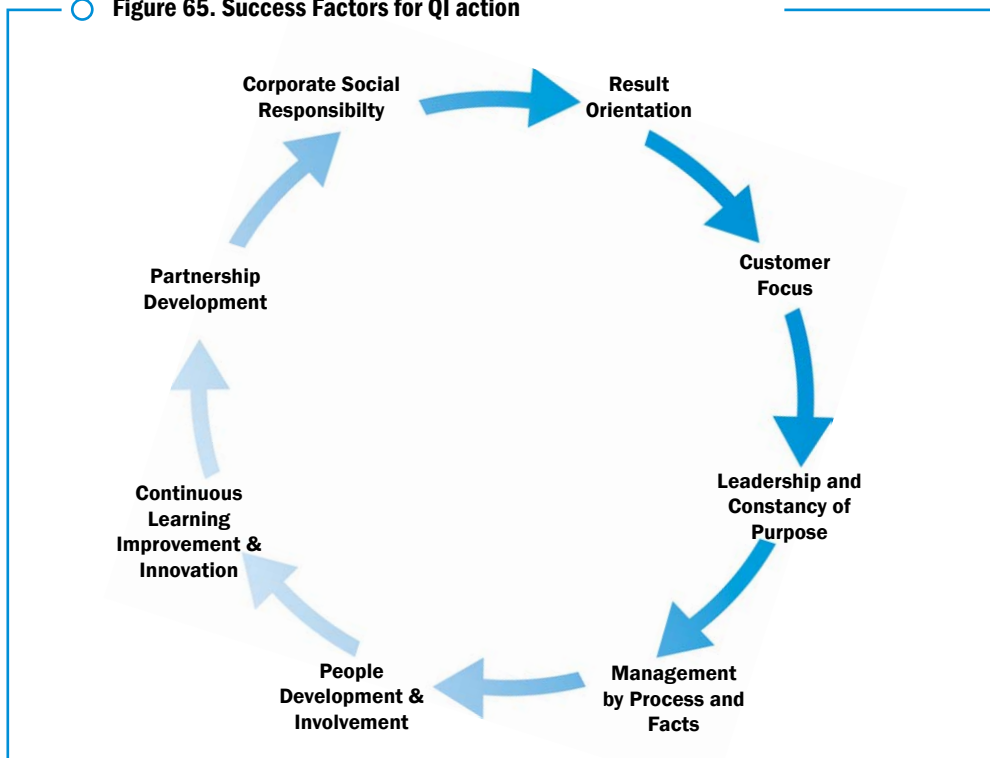 Figure 65. Success Factors for QI action
Corporate Social
Responsibilty
Result
Orientation
Customer
Focus
Leadership and
Constancy of
Purpose
Management
by Process and
Facts
People
Development &
Involvement
Continuous
Learning
Improvement &
Innovation
Partnership
Development